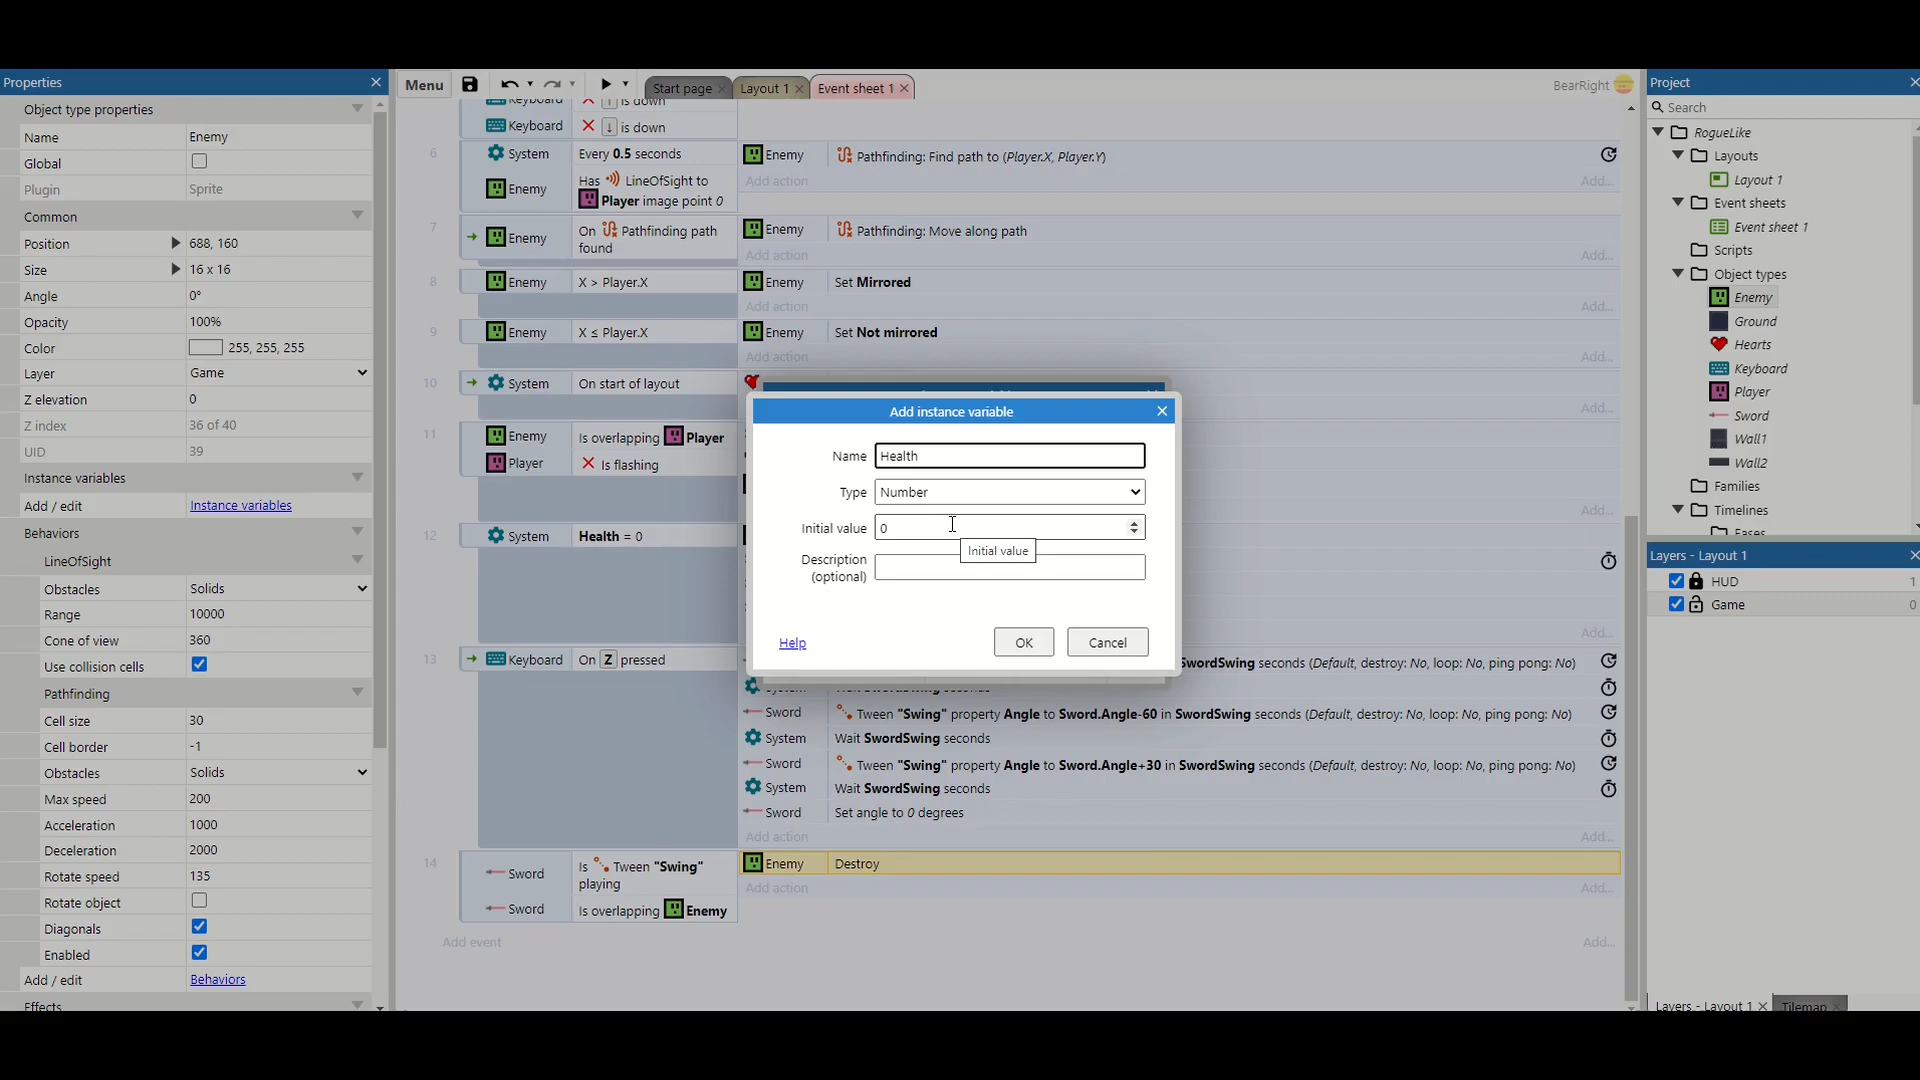 Properties
Object type properties
Name Enemy
Global
Plugin Sprite
Common
Position 688, 160
Size 16 x 16
Angle 0°
Opacity 100%
Color 255, 255, 255
Layer Game
Z elevation 0
Z index 36 of 40
UID 39
Instance variables
Add / edit Instance variables
Behaviors
LineOfSight
Obstacles Solids
Range 10000
Cone of view 360
Use collision cells
Pathfinding
Cell size 30
Cell border -1
Obstacles Solids
Max speed 200
Acceleration 1000
Deceleration 2000
Rotate speed 135
Rotate object
Diagonals
Enabled
Add / edit Behaviors
Effects
Menu
Start page
Layout 1
Event sheet 1
BearRight
Keyboard is down
Keyboard ↓ is down
6 System Every 0.5 seconds
Enemy Has LineOfSight to
Player image point 0
Enemy Pathfinding: Find path to (Player.X, Player.Y)
Add action Add...
7 Enemy On Pathfinding path
found
Enemy Pathfinding: Move along path
Add action Add...
8 Enemy X > Player.X Enemy Set Mirrored
Add action Add...
9 Enemy X ≤ Player.X Enemy Set Not mirrored
Add action Add...
10 System On start of layout
Add...
11 Enemy Is overlapping Player
Player Is flashing
Add...
12 System Health = 0
Add...
13 Keyboard On Z pressed
SwordSwing seconds (Default, destroy: No, loop: No, ping pong: No)
System Wait SwordSwing seconds
Sword Tween "Swing" property Angle to Sword.Angle-60 in SwordSwing seconds (Default, destroy: No, loop: No, ping pong: No)
System Wait SwordSwing seconds
Sword Tween "Swing" property Angle to Sword.Angle+30 in SwordSwing seconds (Default, destroy: No, loop: No, ping pong: No)
System Wait SwordSwing seconds
Sword Set angle to 0 degrees
Add action Add...
14 Sword Is Tween "Swing"
playing
Sword Is overlapping Enemy
Enemy Destroy
Add action Add...
Add event Add...
Add instance variable
Name Health
Type Number
Initial value 0
Initial value
Description
(optional)
Help
OK
Cancel
Project
Search
RogueLike
Layouts
Layout 1
Event sheets
Event sheet 1
Scripts
Object types
Enemy
Ground
Hearts
Keyboard
Player
Sword
Wall1
Wall2
Families
Timelines
Eases
Layers - Layout 1
HUD 1
Game 0
Layers - Layout 1
Tilemap